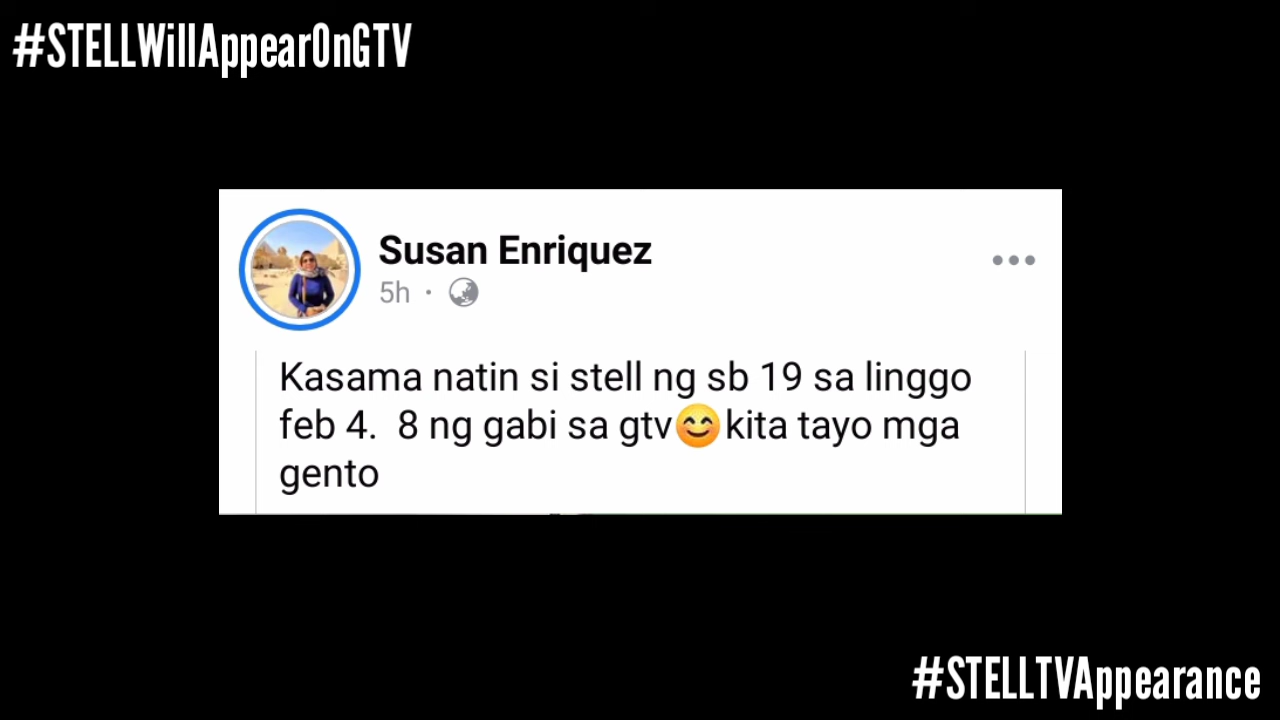 #STELLWillAppearOnGTV
Susan Enriquez
5h ·
Kasama natin si stell ng sb 19 sa linggo
feb 4.  8 ng gabi sa gtv😊kita tayo mga
gento
#STELLTVAppearance